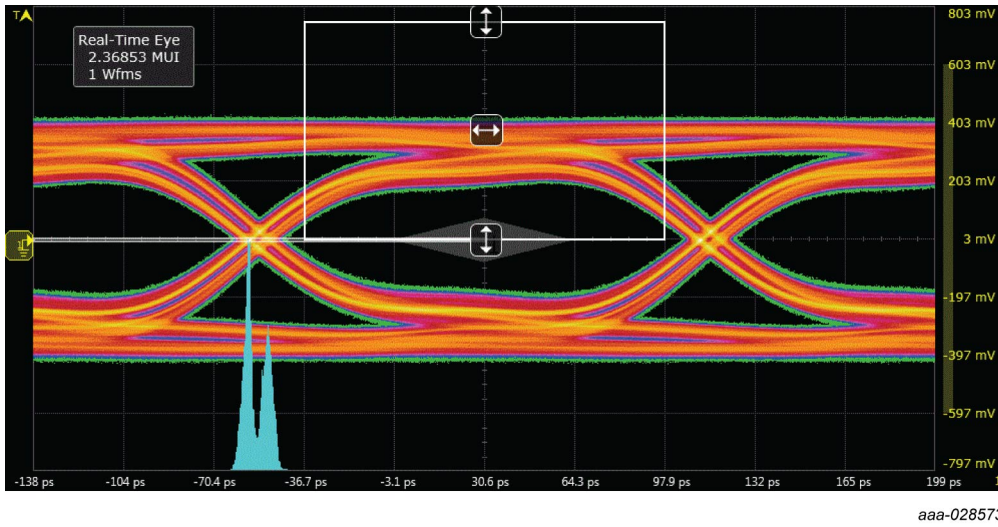 T
803 mV
Real-Time Eye
2.36853 MUI
1 Wfms
603 mV
403 mV
203 mV
3 mV
-197 mV
-397 mV
-597 mV
-797 mV
-138 ps -104 ps -70.4 ps -36.7 ps -3.1 ps 30.6 ps 64.3 ps 97.9 ps 132 ps 165 ps 199 ps
aaa-028573